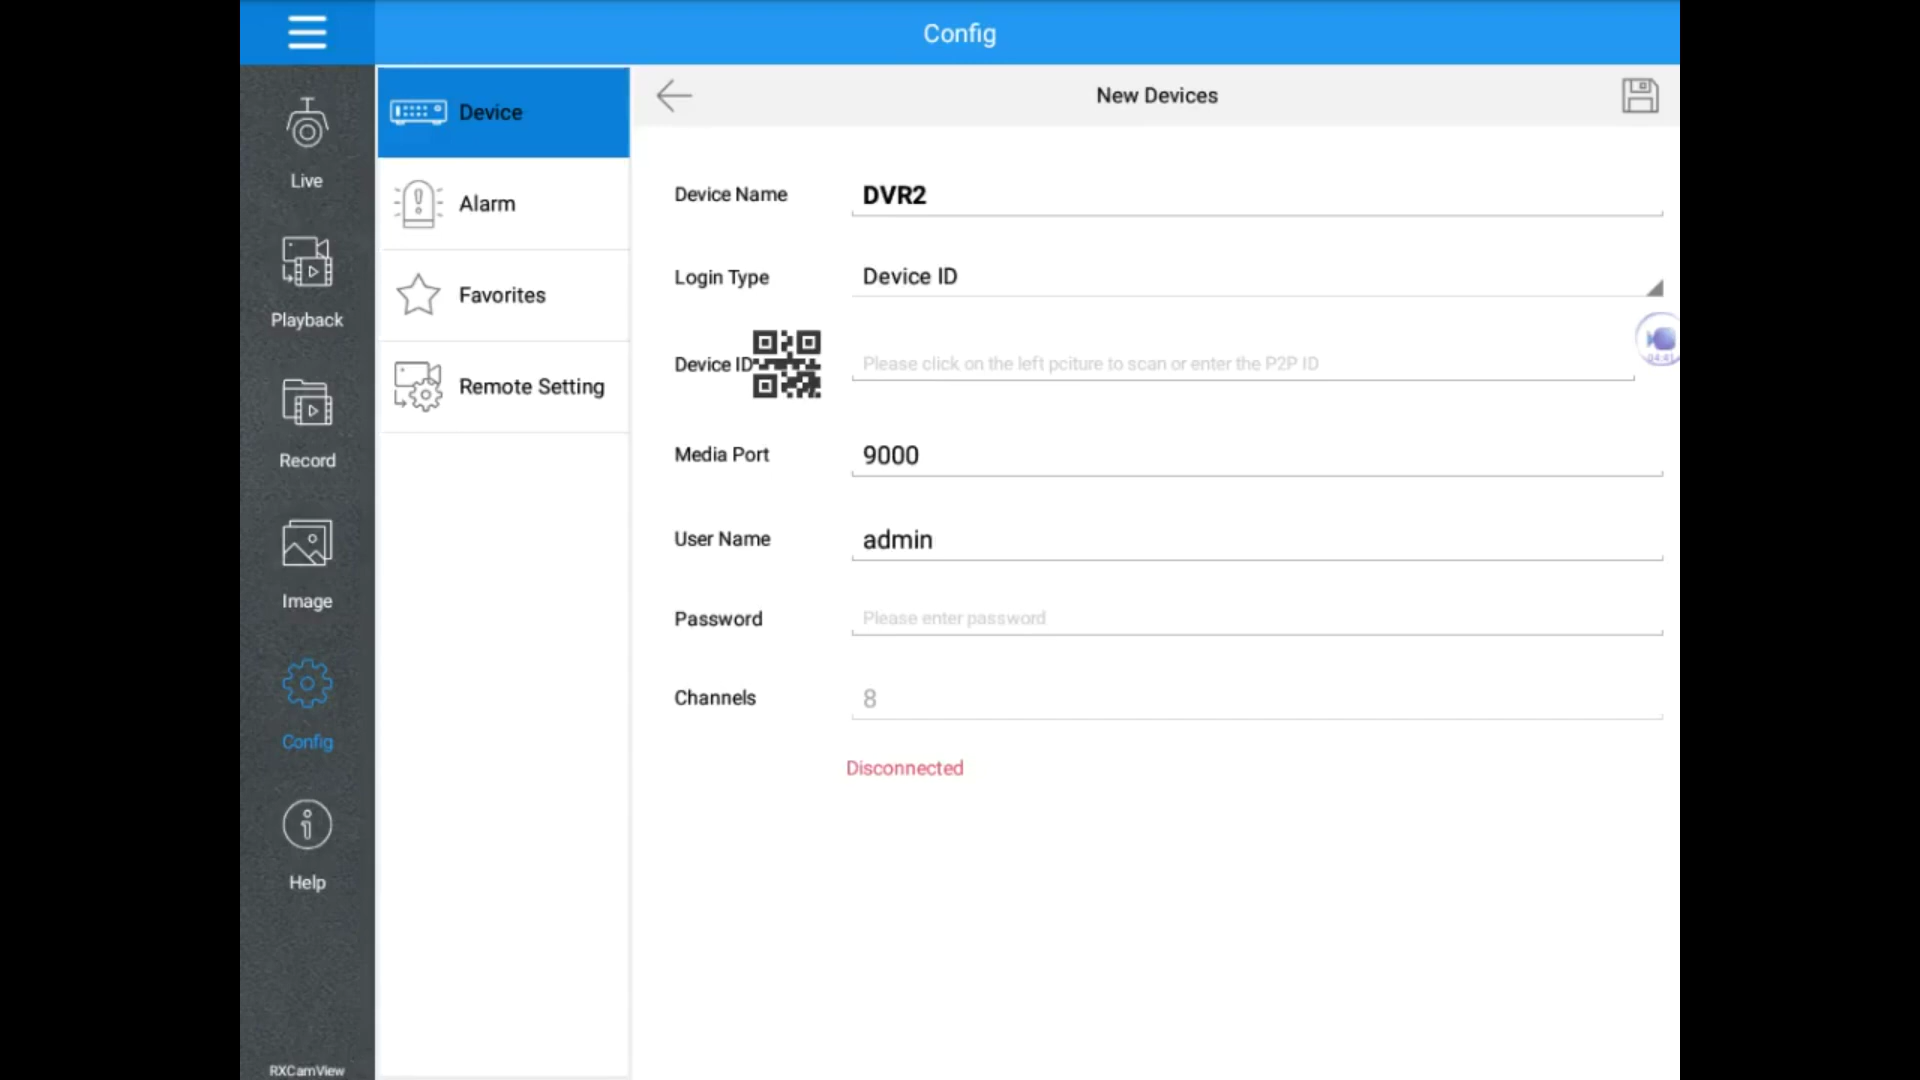 Config
Live
Playback
Record
Image
Config
Help
RXCamView
Device
Alarm
Favorites
Remote Setting
New Devices
Device Name DVR2
Login Type Device ID
Device ID Please click on the left pciture to scan or enter the P2P ID
04:41
Media Port 9000
User Name admin
Password Please enter password
Channels 8
Disconnected